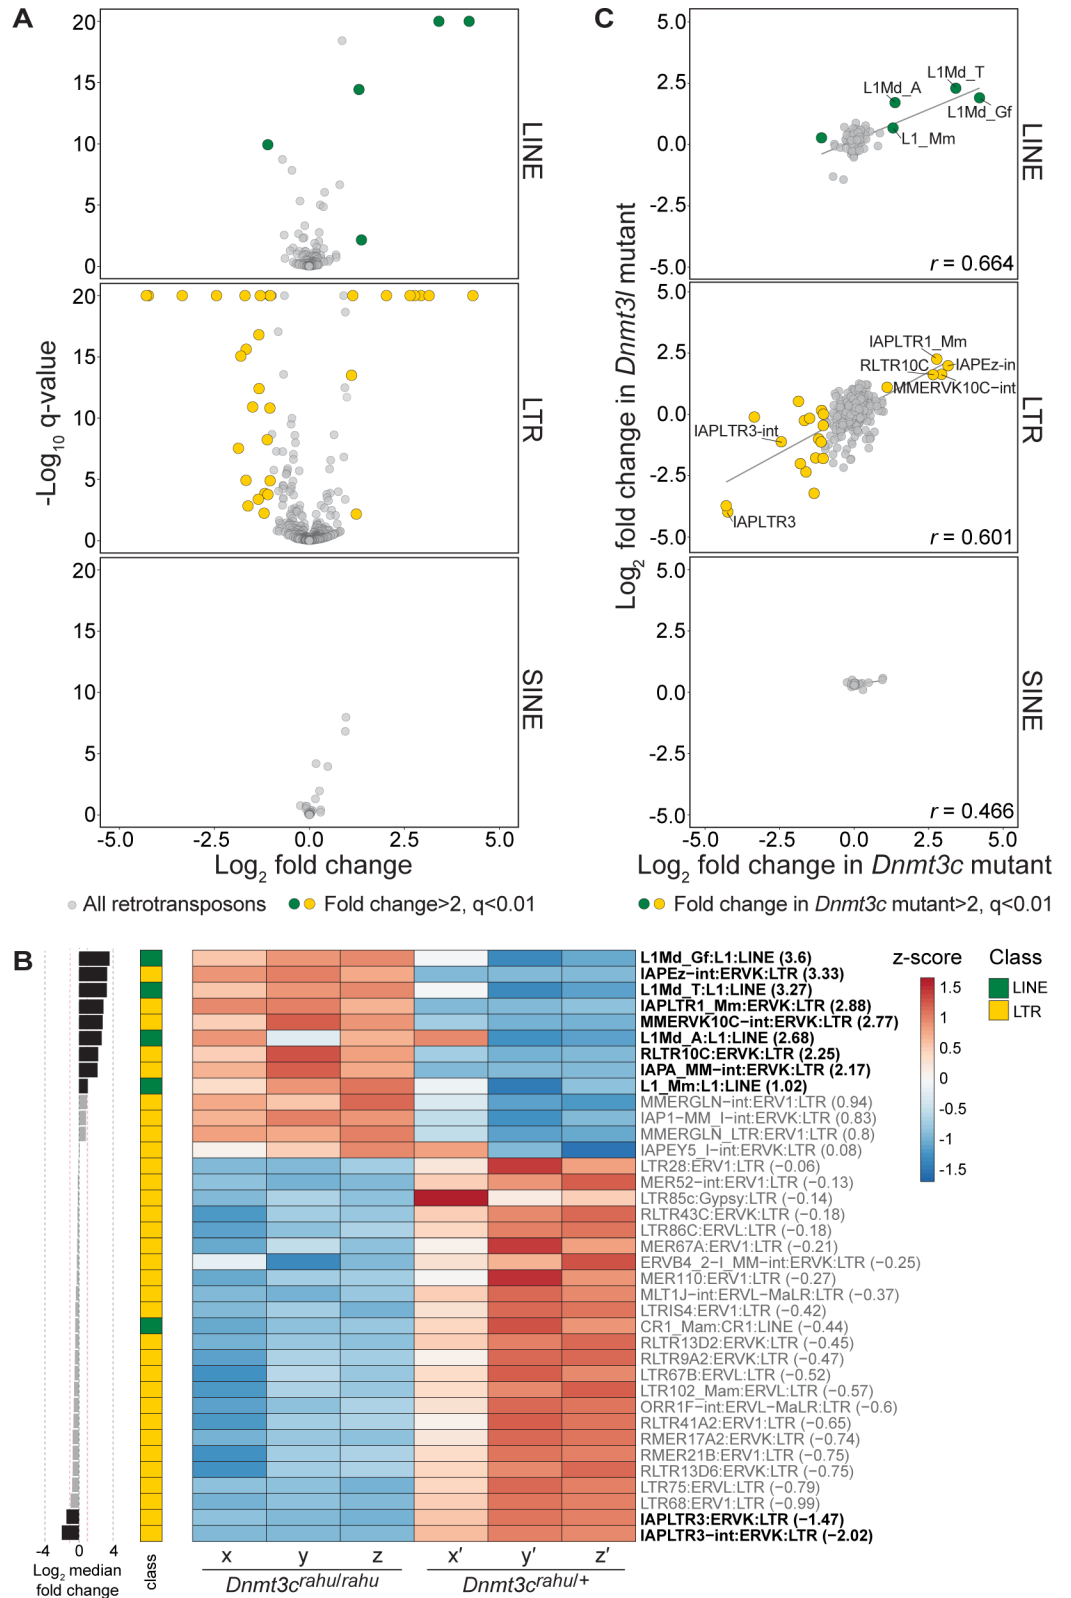 A
20
15
10
5
0
LINE
20
15
10
5
0
LTR
20
15
10
5
0
SINE
-Log10 q-value
-5.0 -2.5 0.0 2.5 5.0
Log2 fold change
All retrotransposons
Fold change>2, q<0.01
C
5.0
2.5
0.0
-2.5
-5.0
L1Md_T
L1Md_A
L1Md_Gf
L1_Mm
r = 0.664
LINE
5.0
2.5
0.0
-2.5
-5.0
IAPLTR1_Mm
RLTR10C
IAPEz-in
MMERVK10C−int
IAPLTR3-int
IAPLTR3
r = 0.601
LTR
5.0
2.5
0.0
-2.5
-5.0
r = 0.466
SINE
Log2 fold change in Dnmt3l mutant
-5.0 -2.5 0.0 2.5 5.0
Log2 fold change in Dnmt3c mutant
Fold change in Dnmt3c mutant>2, q<0.01
B
L1Md_Gf:L1:LINE (3.6)
IAPEz-int:ERVK:LTR (3.33)
L1Md_T:L1:LINE (3.27)
IAPLTR1_Mm:ERVK:LTR (2.88)
MMERVK10C-int:ERVK:LTR (2.77)
L1Md_A:L1:LINE (2.68)
RLTR10C:ERVK:LTR (2.25)
IAPA_MM-int:ERVK:LTR (2.17)
L1_Mm:L1:LINE (1.02)
MMERGLN−int:ERV1:LTR (0.94)
IAP1-MM_I-int:ERVK:LTR (0.83)
MMERGLN_LTR:ERV1:LTR (0.8)
IAPEY5_I-int:ERVK:LTR (0.08)
LTR28:ERV1:LTR (−0.06)
MER52-int:ERV1:LTR (−0.13)
LTR85c:Gypsy:LTR (−0.14)
RLTR43C:ERVK:LTR (−0.18)
LTR86C:ERVL:LTR (−0.18)
MER67A:ERV1:LTR (−0.21)
ERVB4_2-I_MM-int:ERVK:LTR (−0.25)
MER110:ERV1:LTR (−0.27)
MLT1J-int:ERVL-MaLR:LTR (−0.37)
LTRIS4:ERV1:LTR (−0.42)
CR1_Mam:CR1:LINE (−0.44)
RLTR13D2:ERVK:LTR (−0.45)
RLTR9A2:ERVK:LTR (−0.47)
LTR67B:ERVL:LTR (−0.52)
LTR102_Mam:ERVL:LTR (−0.57)
ORR1F−int:ERVL−MaLR:LTR (−0.6)
RLTR41A2:ERV1:LTR (−0.65)
RMER17A2:ERVK:LTR (−0.74)
RMER21B:ERV1:LTR (−0.75)
RLTR13D6:ERVK:LTR (−0.75)
LTR75:ERVL:LTR (−0.79)
LTR68:ERV1:LTR (−0.99)
IAPLTR3:ERVK:LTR (−1.47)
IAPLTR3−int:ERVK:LTR (−2.02)
-4 0 4
Log2 median
fold change
class
x y z x′ y′ z′
Dnmt3c rahu/rahu
Dnmt3c rahu/+
z-score
1.5
1
0.5
0
-0.5
-1
-1.5
Class
LINE
LTR